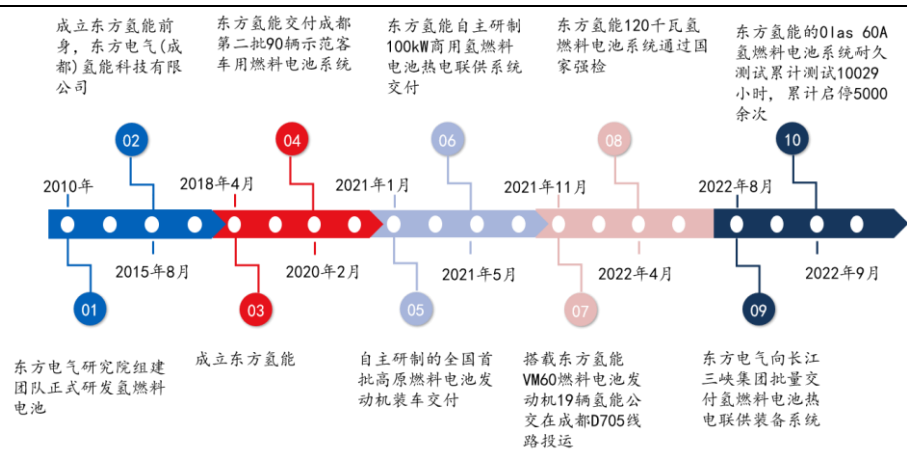 成立东方氢能前
身，东方电气(成
都)氢能科技有限
公司
东方氢能交付成都
第二批90辆示范客
车用燃料电池系统
东方氢能自主研制
100kW商用氢燃料
电池热电联供系统
交付
东方氢能120千瓦氢
燃料电池系统通过国
家强检
东方氢能的Olas 60A
氢燃料电池系统耐久
测试累计测试10029
小时，累计启停5000
余次
02
04
06
08
10
2010年
2018年4月
2021年1月
2021年11月
2022年8月
2015年8月
2020年2月
2021年5月
2022年4月
2022年9月
01
03
05
07
09
东方电气研究院组建
团队正式研发氢燃料
电池
成立东方氢能
自主研制的全国首
批高原燃料电池发
动机装车交付
搭载东方氢能
VM60燃料电池发
动机19辆氢能公
交在成都D705线
路投运
东方电气向长江
三峡集团批量交
付氢燃料电池热
电联供装备系统